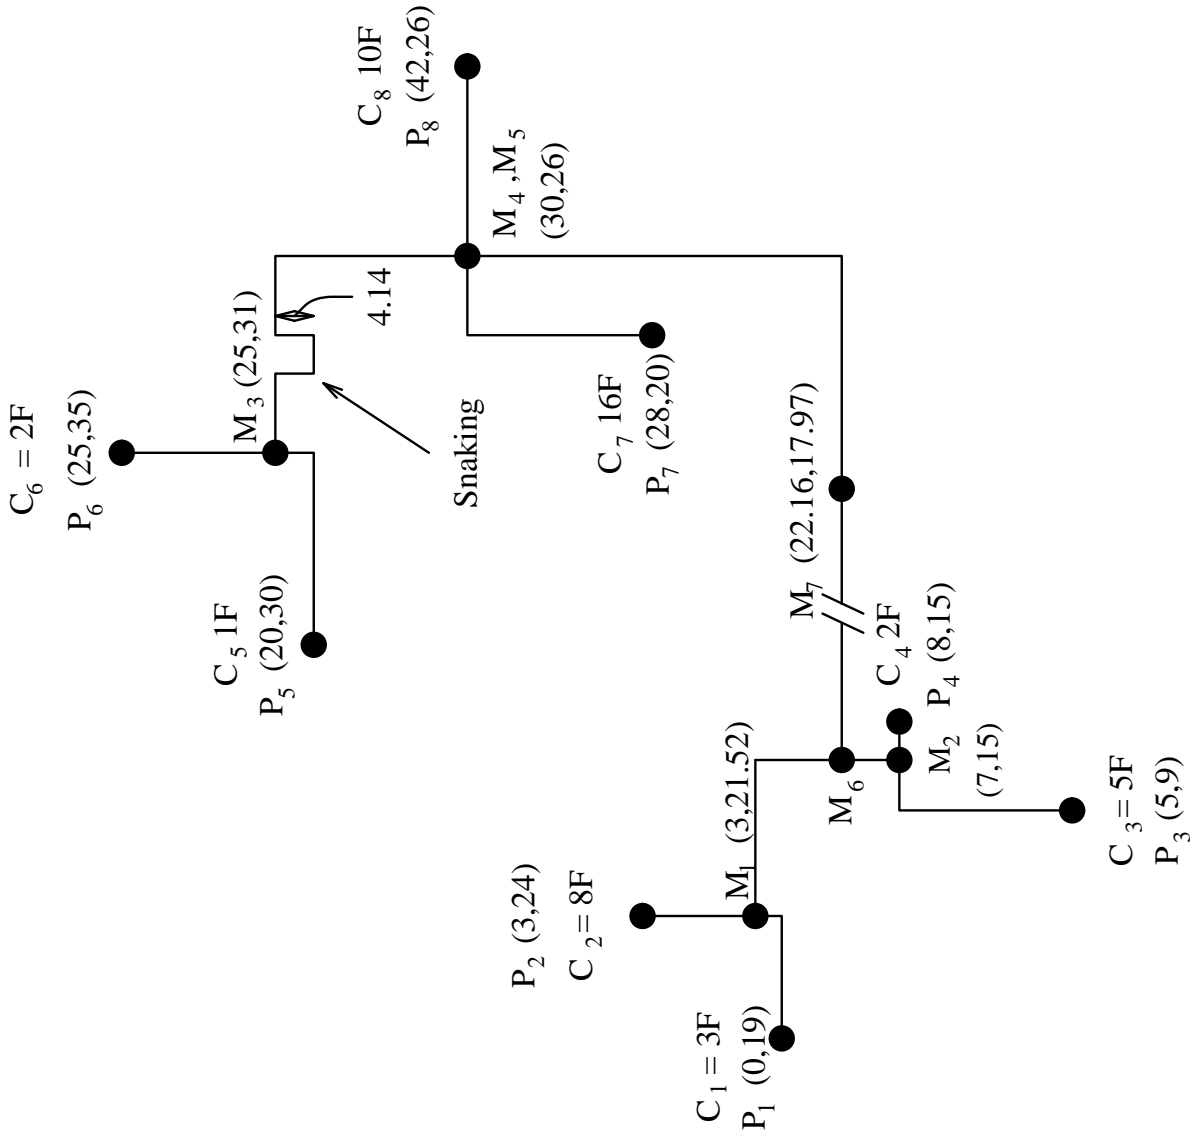 C6 = 2F
P6 (25,35)
C8 10F
P8 (42,26)
M3 (25,31)
4.14
M4 ,M5
(30,26)
C5 1F
P5 (20,30)
Snaking
C7 16F
P7 (28,20)
M7 (22.16,17.97)
P2 (3,24)
C2 = 8F
M1 (3,21.52)
M6
C4 2F
P4 (8,15)
M2
(7,15)
C1 = 3F
P1 (0,19)
C3 = 5F
P3 (5,9)